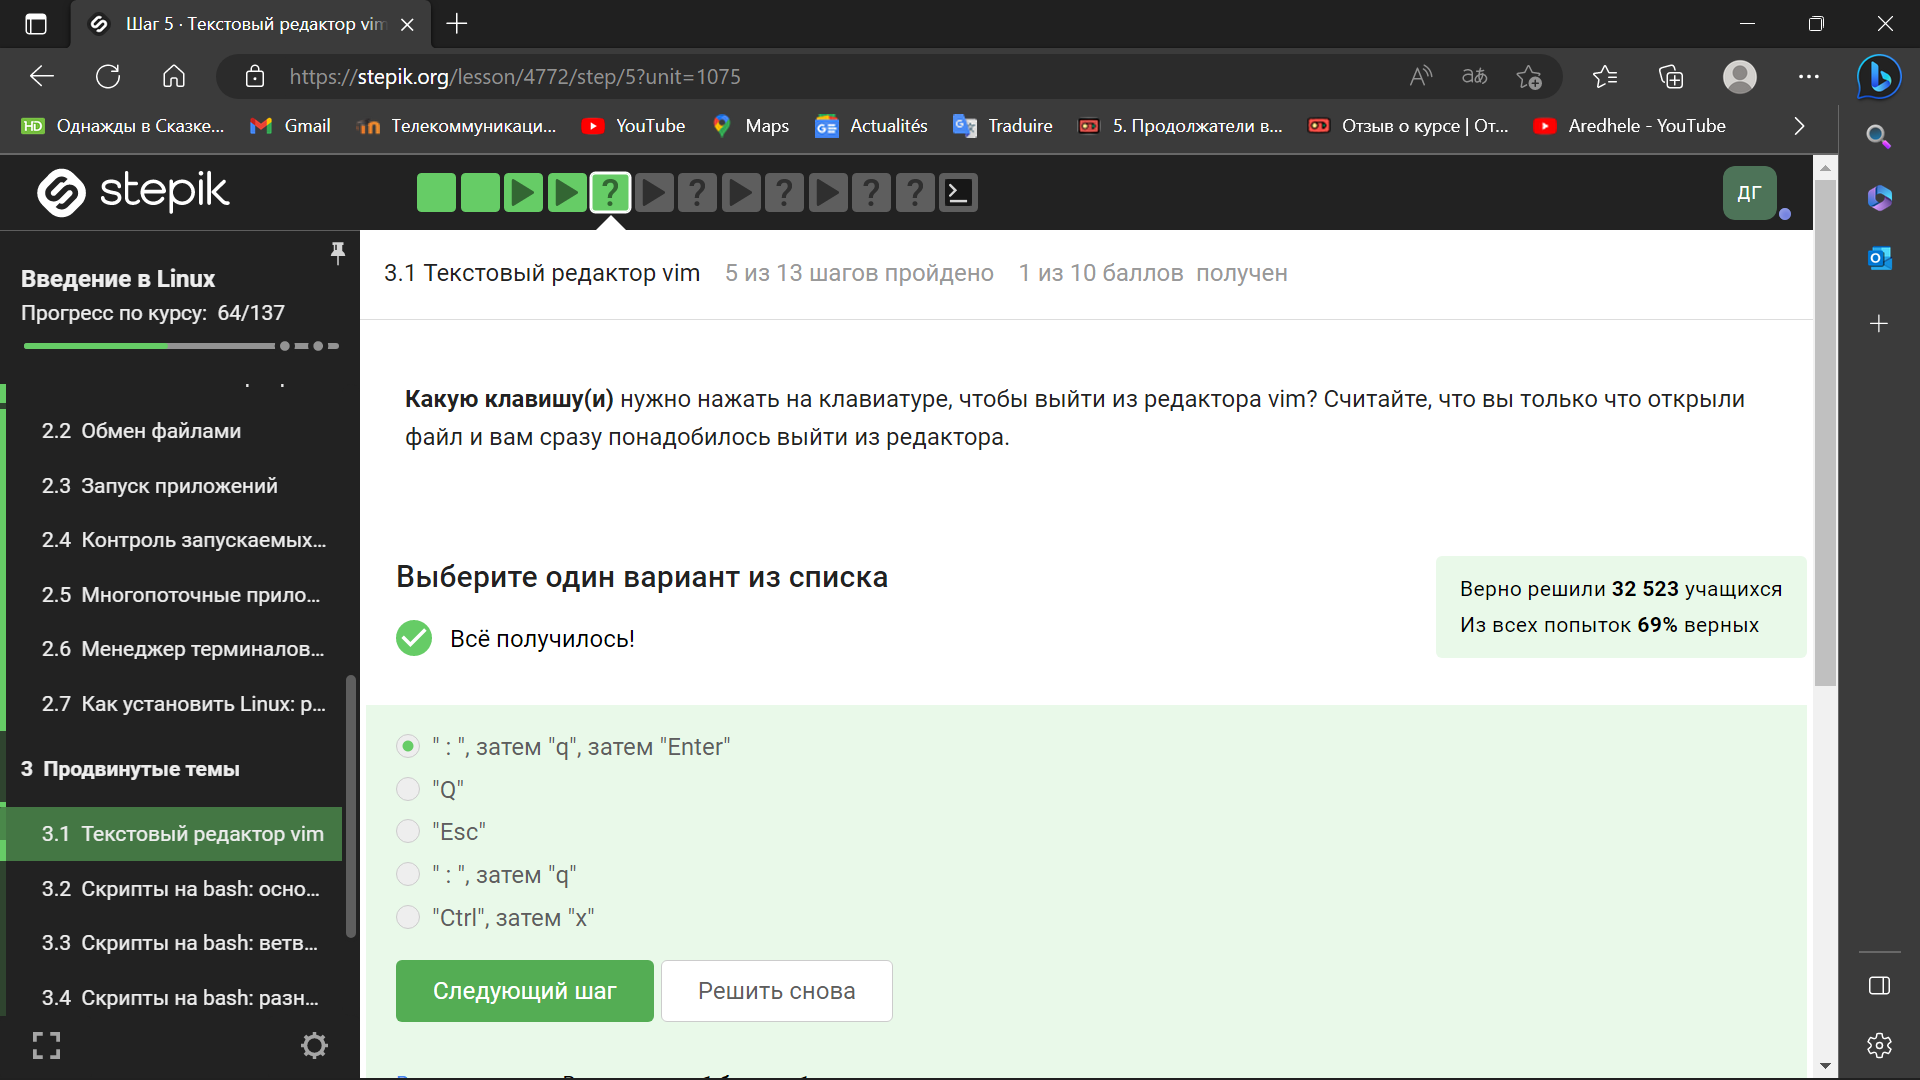 Шаг 5 · Текстовый редактор vim
https://stepik.org/lesson/4772/step/5?unit=1075
Однажды в Сказке...
Gmail
Телекоммуникаци...
YouTube
Maps
Actualités
Traduire
5. Продолжатели в...
Отзыв о курсе | От...
Aredhele - YouTube
stepik
ДГ
Введение в Linux
Прогресс по курсу: 64/137
2.2 Обмен файлами
2.3 Запуск приложений
2.4 Контроль запускаемых...
2.5 Многопоточные прило...
2.6 Менеджер терминалов...
2.7 Как установить Linux: р...
3 Продвинутые темы
3.1 Текстовый редактор vim
3.2 Скрипты на bash: осно...
3.3 Скрипты на bash: ветв...
3.4 Скрипты на bash: разн...
3.1 Текстовый редактор vim 5 из 13 шагов пройдено 1 из 10 баллов получен
Какую клавишу(и) нужно нажать на клавиатуре, чтобы выйти из редактора vim? Считайте, что вы только что открыли
файл и вам сразу понадобилось выйти из редактора.
Выберите один вариант из списка
Всё получилось!
Верно решили 32 523 учащихся
Из всех попыток 69% верных
" : ", затем "q", затем "Enter"
"Q"
"Esc"
" : ", затем "q"
"Ctrl", затем "x"
Следующий шаг
Решить снова